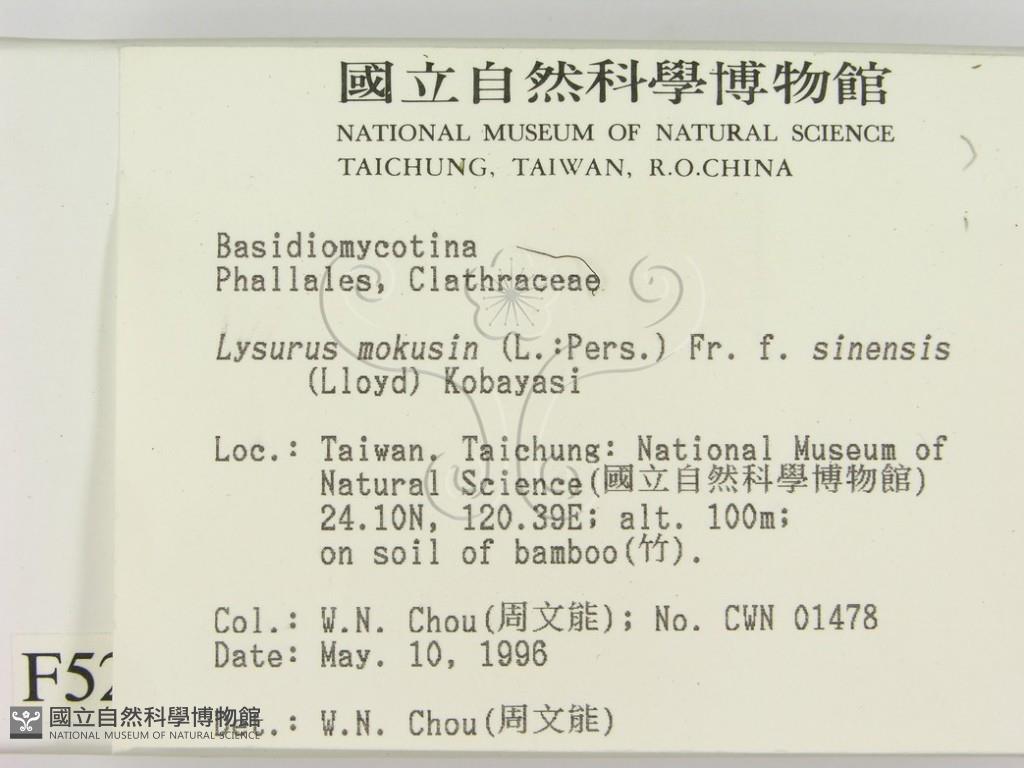 國立自然科學博物館
NATIONAL MUSEUM OF NATURAL SCIENCE
TAICHUNG, TAIWAN, R.O.CHINA
Basidiomycotina
Phallales, Clathraceae
Lysurus mokusin (L.:Pers.) Fr. f. sinensis
(Lloyd) Kobayasi
Loc.: Taiwan. Taichung: National Museum of
Natural Science(國立自然科學博物館)
24.10N, 120.39E; alt. 100m;
on soil of bamboo(竹).
Col.: W.N. Chou(周文能); No. CWN 01478
Date: May. 10, 1996
W.N. Chou(周文能)
F52
國立自然科學博物館
NATIONAL MUSEUM OF NATURAL SCIENCE